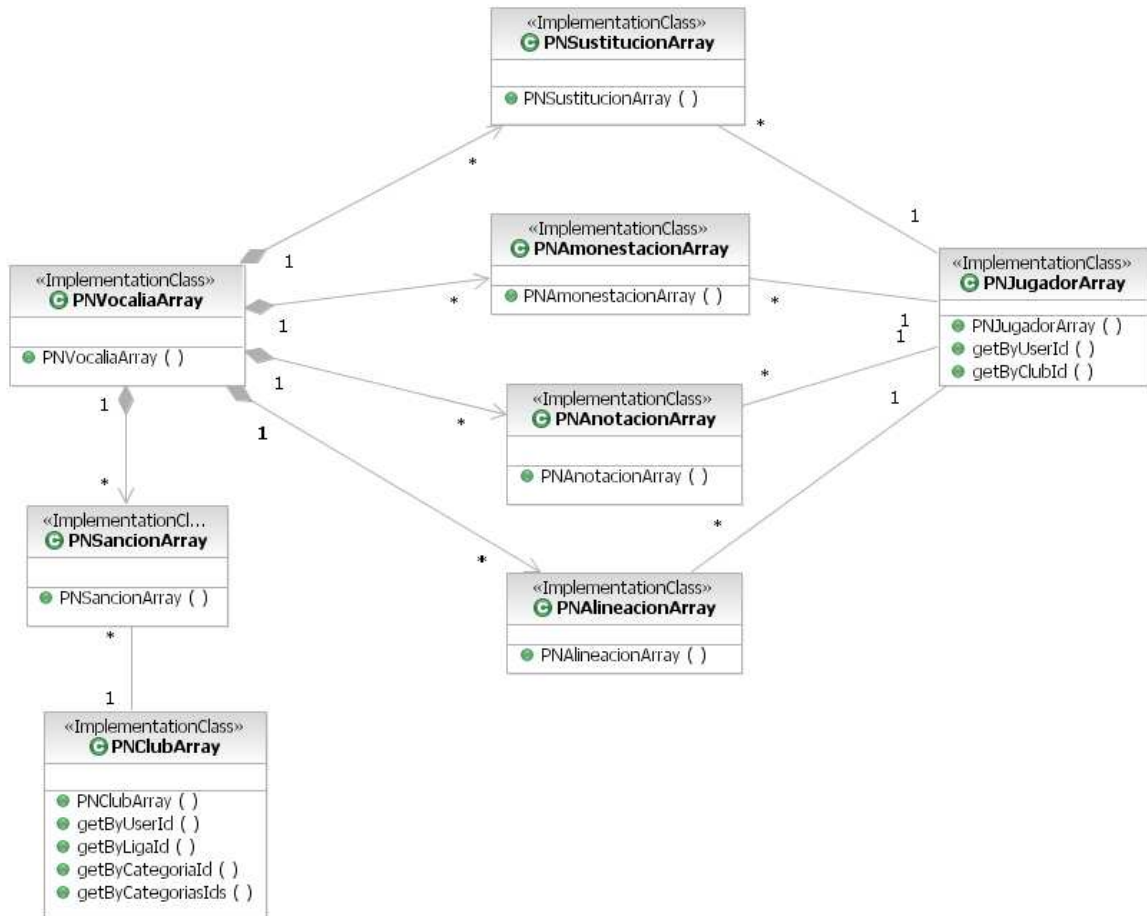 «ImplementationClass»
PNSustitucionArray
PNSustitucionArray ( )
*
*
1
1
«ImplementationClass»
PNAmonestacionArray
PNAmonestacionArray ( )
*
*
1
1
«ImplementationClass»
PNVocaliaArray
PNVocaliaArray ( )
«ImplementationClass»
PNJugadorArray
PNJugadorArray ( )
getByUserId ( )
getByClubId ( )
1
1
*
*
«ImplementationClass»
PNAnotacionArray
PNAnotacionArray ( )
1
1
1
*
*
*
«ImplementationCl...
PNSancionArray
PNSancionArray ( )
«ImplementationClass»
PNAlineacionArray
PNAlineacionArray ( )
*
1
«ImplementationClass»
PNClubArray
PNClubArray ( )
getByUserId ( )
getByLigaId ( )
getByCategoriaId ( )
getByCategoriasIds ( )